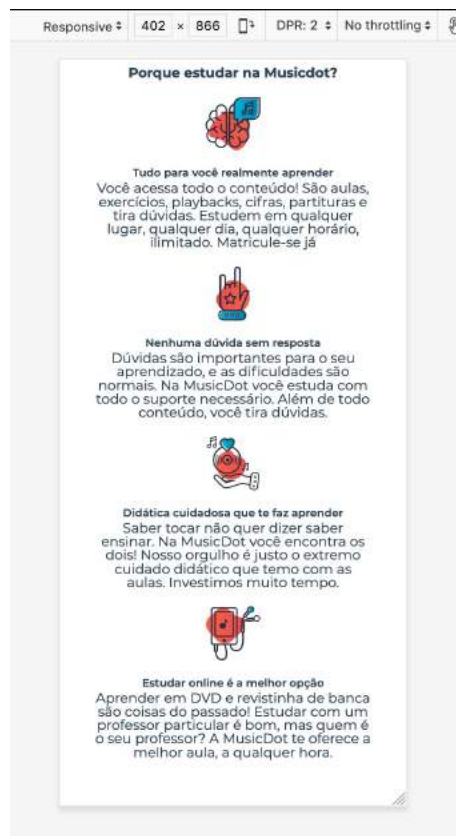 Responsive
402 × 866
DPR: 2
No throttling
Porque estudar na Musicdot?
Tudo para você realmente aprender
Você acessa todo o conteúdo! São aulas,
exercícios, playbacks, cifras, partituras e
tira dúvidas. Estudem em qualquer
lugar, qualquer dia, qualquer horário,
ilimitado. Matricule-se já
Nenhuma dúvida sem resposta
Dúvidas são importantes para o seu
aprendizado, e as dificuldades são
normais. Na MusicDot você estuda com
todo o suporte necessário. Além de todo
conteúdo, você tira dúvidas.
Didática cuidadosa que te faz aprender
Saber tocar não quer dizer saber
ensinar. Na MusicDot você encontra os
dois! Nosso orgulho é justo o extremo
cuidado didático que temo com as
aulas. Investimos muito tempo.
Estudar online é a melhor opção
Aprender em DVD e revistinha de banca
são coisas do passado! Estudar com um
professor particular é bom, mas quem é
o seu professor? A MusicDot te oferece a
melhor aula, a qualquer hora.